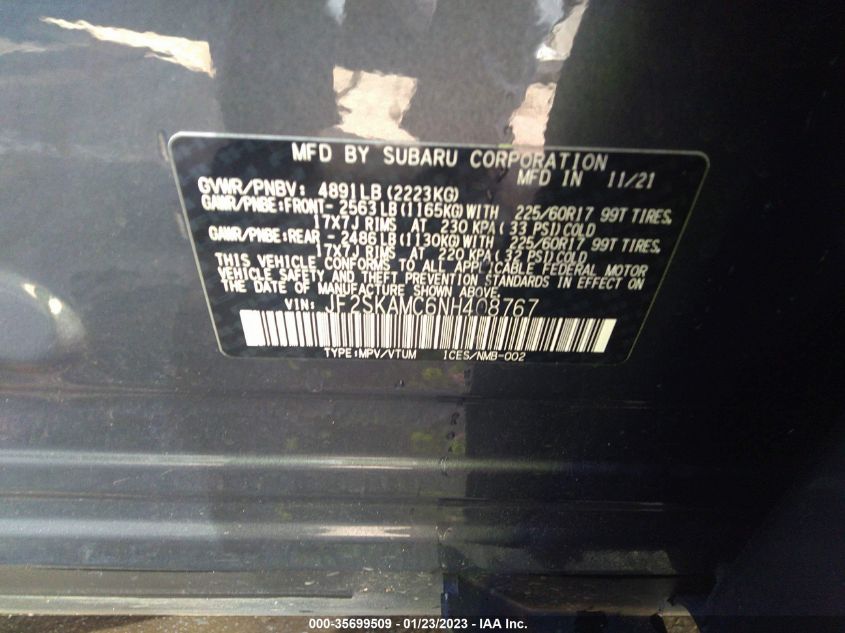 MFD BY SUBARU CORPORATION
MFD IN 11/21
GVWR/PNBV: 4891LB(2223KG)
GAWR/PNBE:FRONT- 2563LB(1165KG)WITH 225/60R17 99T TIRES,
17X7J RIMS AT 230 KPA( 33 PSI)COLD
GAWR/PNBE:REAR - 2486LB(1130KG)WITH 225/60R17 99T TIRES,
17X7J RIMS AT 220 KPA( 32 PSI)COLD
THIS VEHICLE CONFORMS TO ALL APPLICABLE FEDERAL MOTOR
VEHICLE SAFETY AND THEFT PREVENTION STANDARDS IN EFFECT ON
THE DATE OF MANUFACTURE SHOWN ABOVE.
VIN: JF2SKAMC6NH408767
TYPE:MPV/VTUM 1CES/NMB-002
000-35699509 — 01/23/2023 — IAA Inc.